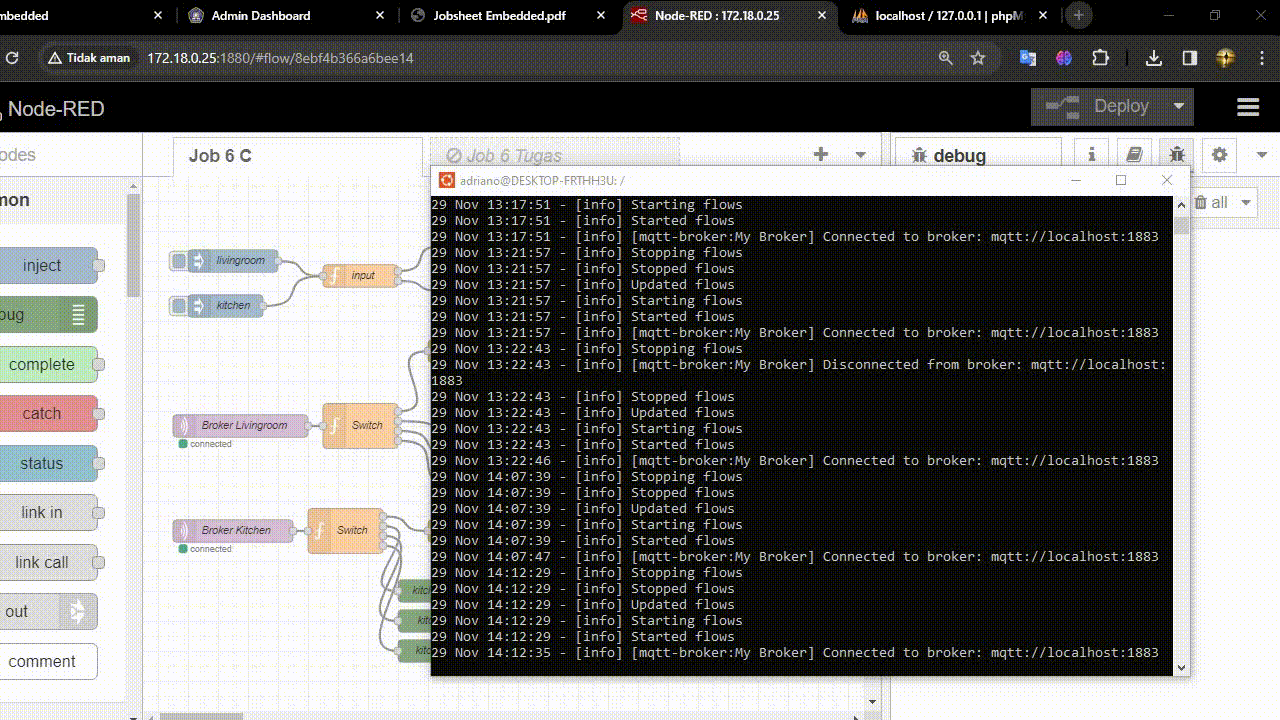 mbedded
Admin Dashboard
Jobsheet Embedded.pdf
Node-RED : 172.18.0.25
localhost / 127.0.0.1 | phpM
Tidak aman
172.18.0.25:1880/#flow/8ebf4b366a6bee14
Node-RED
Deploy
odes
Job 6 C
Job 6 Tugas
debug
mon
all
inject
bug
complete
catch
status
link in
link call
out
comment
livingroom
kitchen
input
Broker Livingroom
connected
Switch
Broker Kitchen
connected
Switch
kitc
kit
kitc
adriano@DESKTOP-FRTHH3U: /
29 Nov 13:17:51 - [info] Starting flows
29 Nov 13:17:51 - [info] Started flows
29 Nov 13:17:51 - [info] [mqtt-broker:My Broker] Connected to broker: mqtt://localhost:1883
29 Nov 13:21:57 - [info] Stopping flows
29 Nov 13:21:57 - [info] Stopped flows
29 Nov 13:21:57 - [info] Updated flows
29 Nov 13:21:57 - [info] Starting flows
29 Nov 13:21:57 - [info] Started flows
29 Nov 13:21:57 - [info] [mqtt-broker:My Broker] Connected to broker: mqtt://localhost:1883
29 Nov 13:22:43 - [info] Stopping flows
29 Nov 13:22:43 - [info] [mqtt-broker:My Broker] Disconnected from broker: mqtt://localhost:
1883
29 Nov 13:22:43 - [info] Stopped flows
29 Nov 13:22:43 - [info] Updated flows
29 Nov 13:22:43 - [info] Starting flows
29 Nov 13:22:43 - [info] Started flows
29 Nov 13:22:46 - [info] [mqtt-broker:My Broker] Connected to broker: mqtt://localhost:1883
29 Nov 14:07:39 - [info] Stopping flows
29 Nov 14:07:39 - [info] Stopped flows
29 Nov 14:07:39 - [info] Updated flows
29 Nov 14:07:39 - [info] Starting flows
29 Nov 14:07:39 - [info] Started flows
29 Nov 14:07:47 - [info] [mqtt-broker:My Broker] Connected to broker: mqtt://localhost:1883
29 Nov 14:12:29 - [info] Stopping flows
29 Nov 14:12:29 - [info] Stopped flows
29 Nov 14:12:29 - [info] Updated flows
29 Nov 14:12:29 - [info] Starting flows
29 Nov 14:12:29 - [info] Started flows
29 Nov 14:12:35 - [info] [mqtt-broker:My Broker] Connected to broker: mqtt://localhost:1883